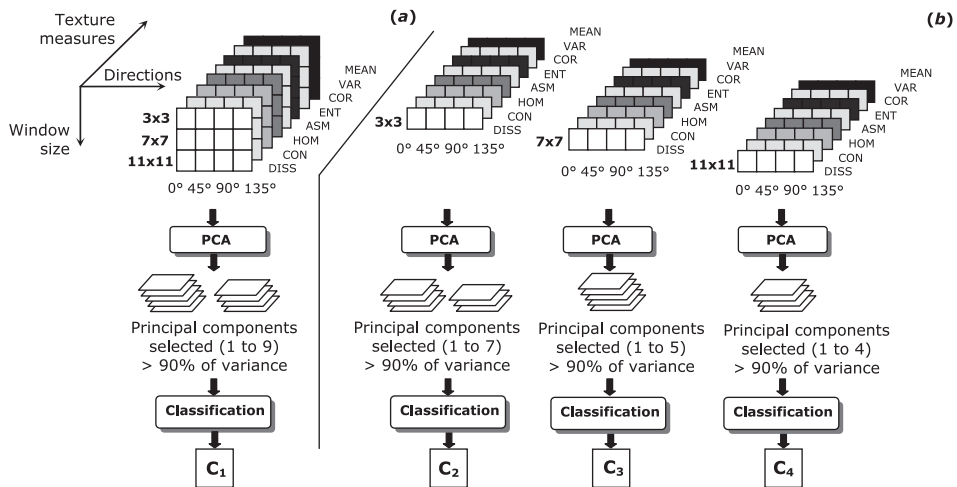 (a)
(b)
Texture
measures
Directions
Window
size
MEAN
VAR
COR
ENT
ASM
HOM
CON
DISS
3x3
7x7
11x11
0° 45° 90° 135°
PCA
Principal components
selected (1 to 9)
> 90% of variance
Classification
C1
MEAN
VAR
COR
ENT
ASM
HOM
CON
DISS
3x3
0° 45° 90° 135°
PCA
Principal components
selected (1 to 7)
> 90% of variance
Classification
C2
MEAN
VAR
COR
ENT
ASM
HOM
CON
DISS
7x7
0° 45° 90° 135°
PCA
Principal components
selected (1 to 5)
> 90% of variance
Classification
C3
MEAN
VAR
COR
ENT
ASM
HOM
CON
DISS
11x11
0° 45° 90° 135°
PCA
Principal components
selected (1 to 4)
> 90% of variance
Classification
C4